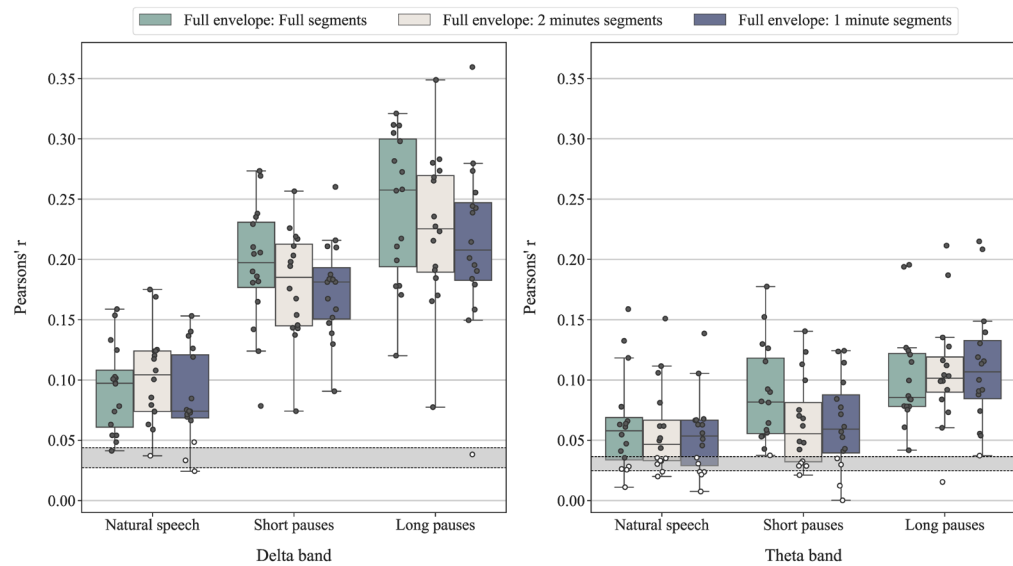 Full envelope: Full segments Full envelope: 2 minutes segments Full envelope: 1 minute segments
Pearsons' r
0.35
0.30
0.25
0.20
0.15
0.10
0.05
0.00
Natural speech Short pauses Long pauses
Delta band
Pearsons' r
0.35
0.30
0.25
0.20
0.15
0.10
0.05
0.00
Natural speech Short pauses Long pauses
Theta band